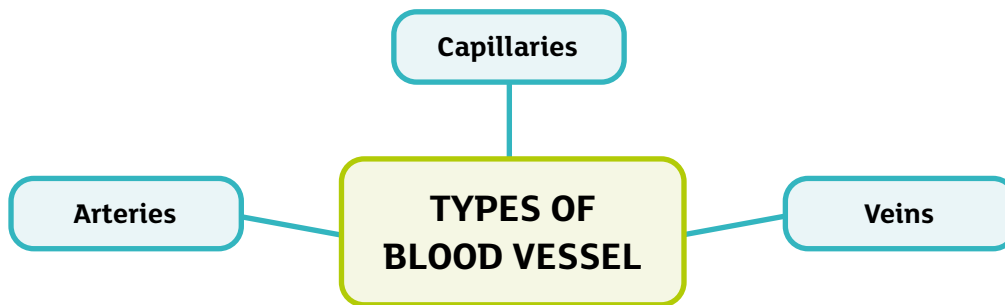 Capillaries
Arteries
TYPES OF
BLOOD VESSEL
Veins